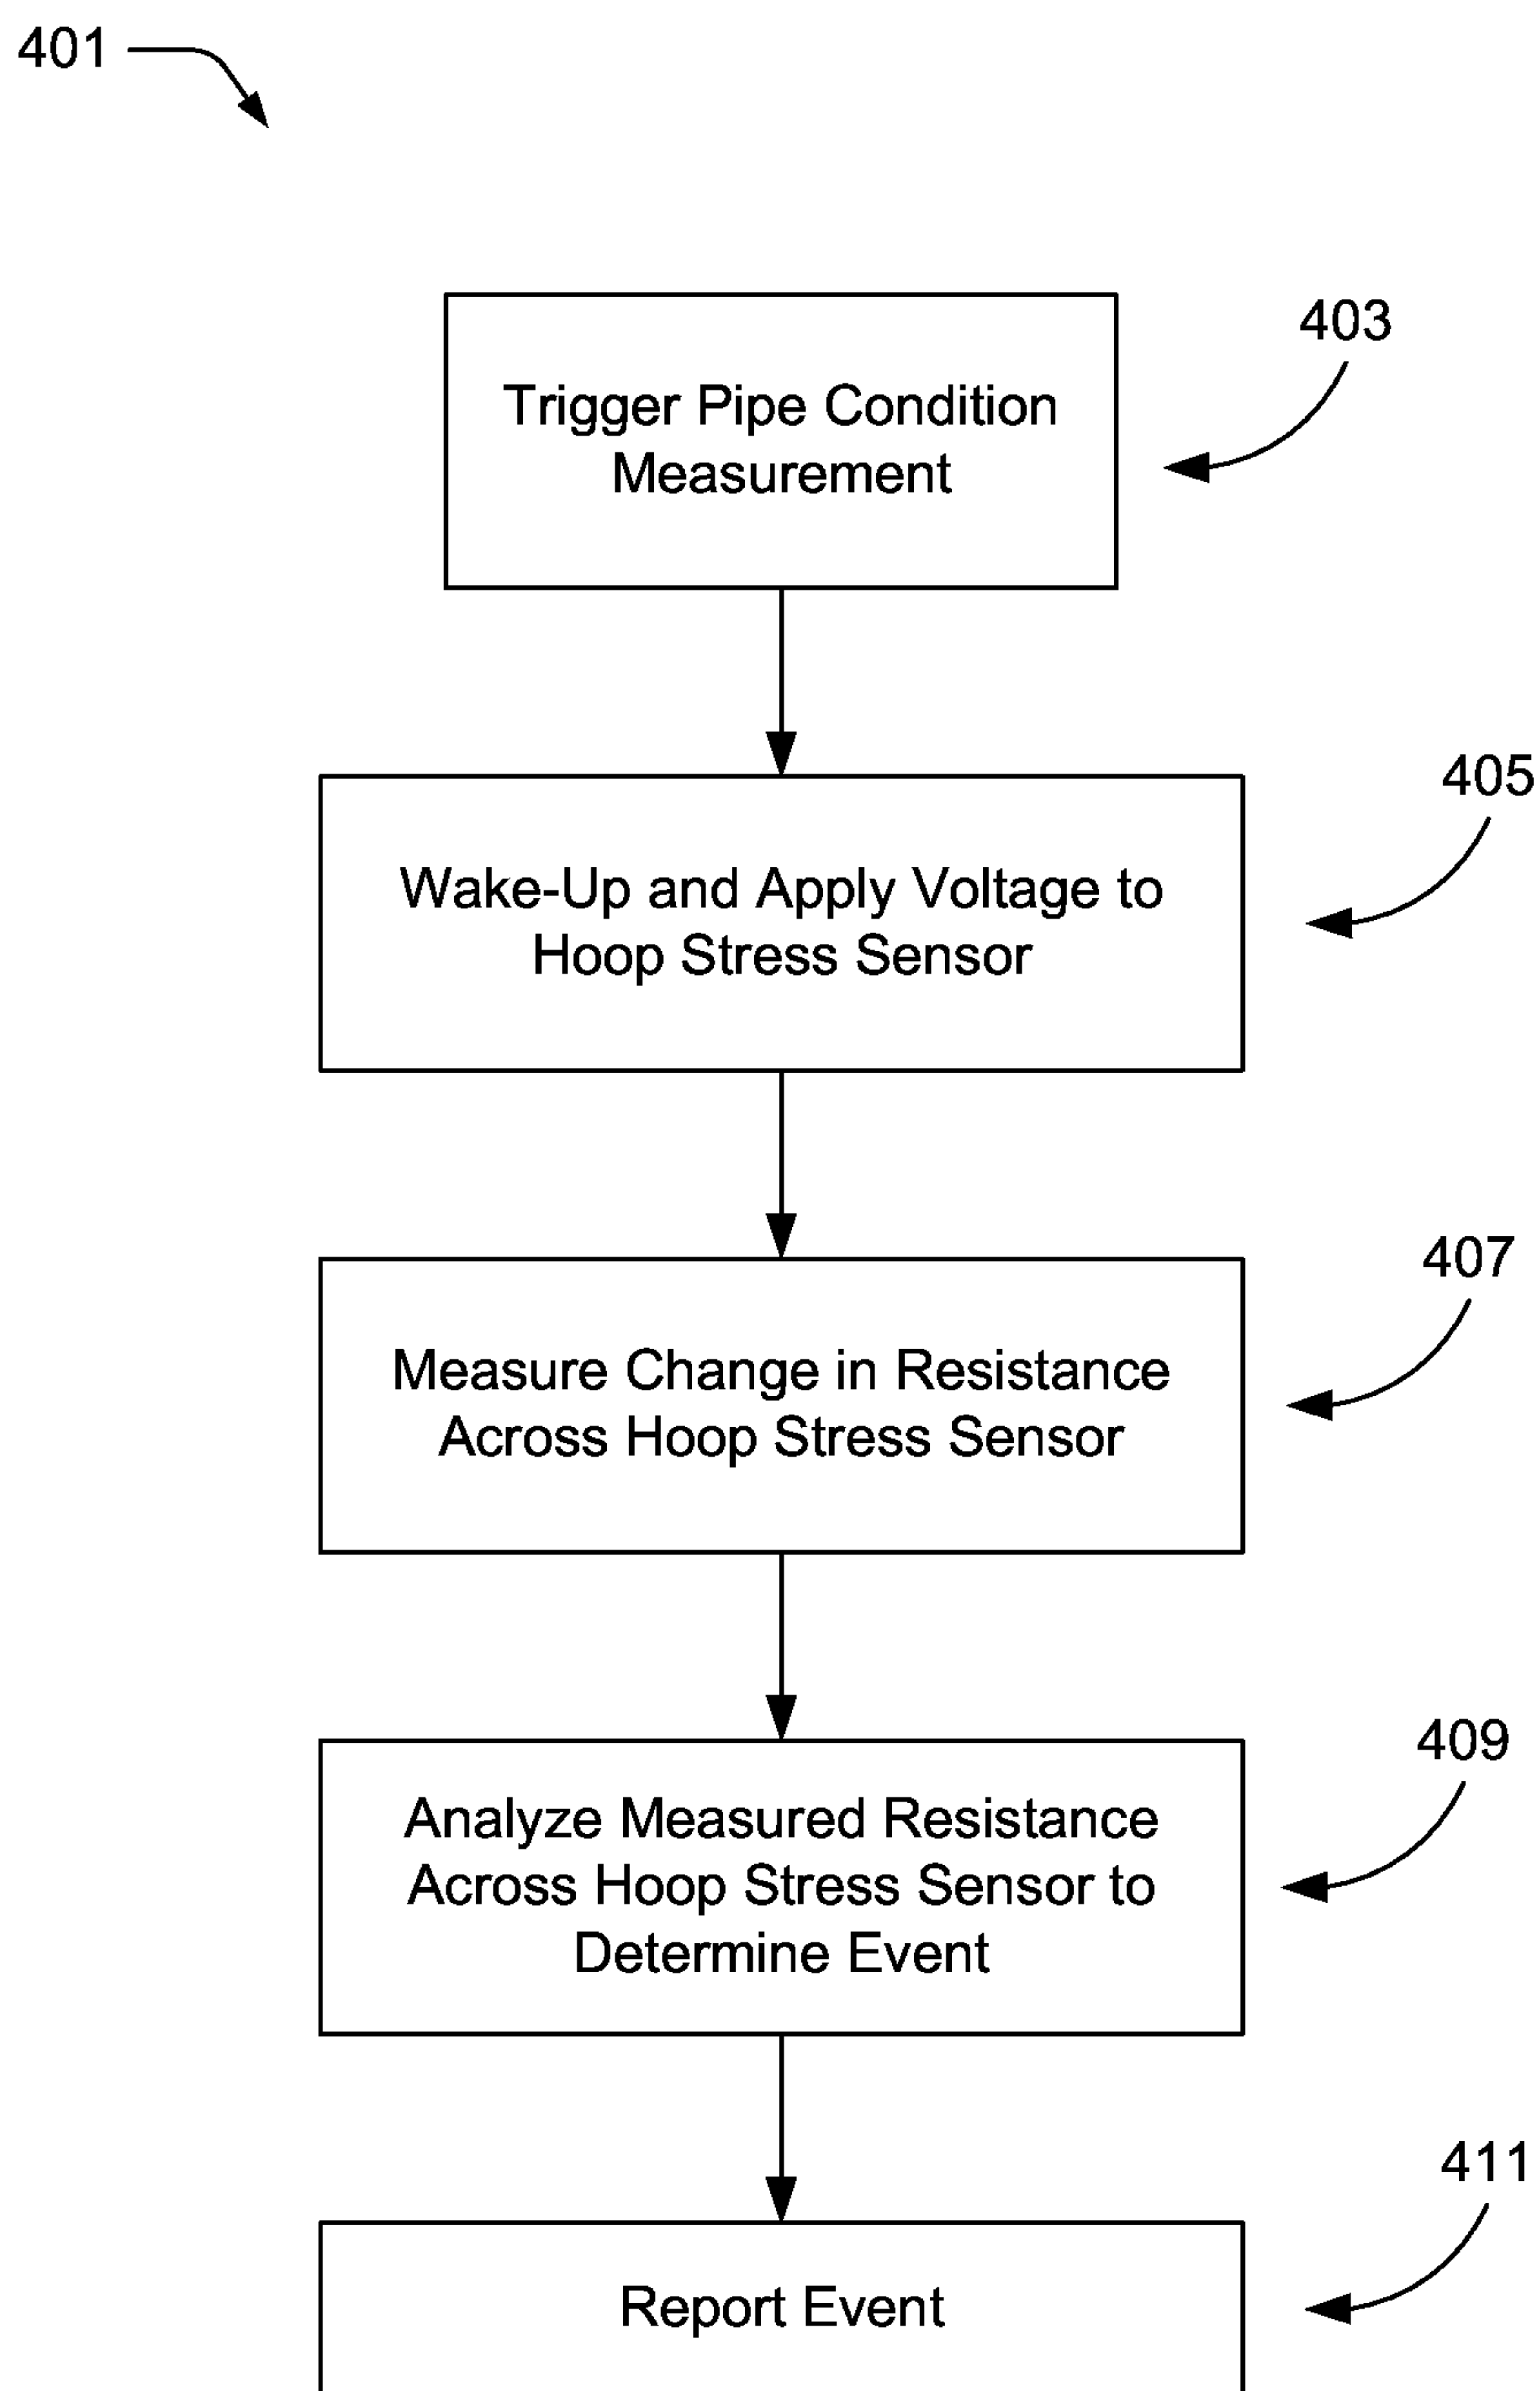 401
403
Trigger Pipe Condition
Measurement
405
Wake-Up and Apply Voltage to
Hoop Stress Sensor
407
Measure Change in Resistance
Across Hoop Stress Sensor
409
Analyze Measured Resistance
Across Hoop Stress Sensor to
Determine Event
411
Report Event